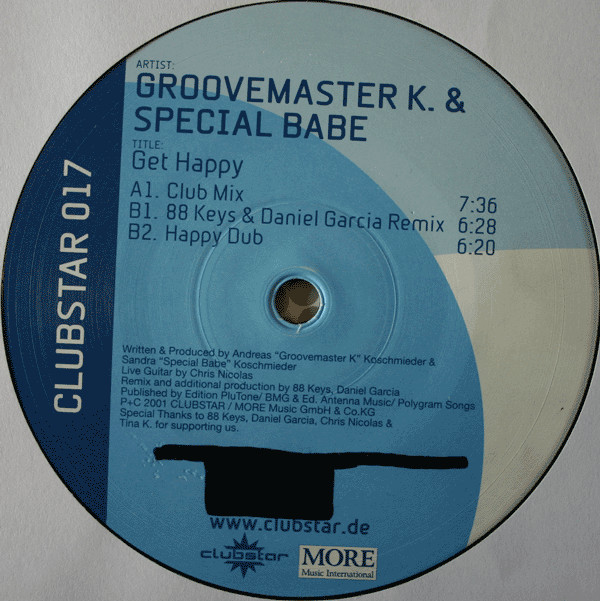 ARTIST:
GROOVEMASTER K. &
SPECIAL BABE
TITLE:
Get Happy
A1. Club Mix 7:36
B1. 88 Keys & Daniel Garcia Remix 6:28
B2. Happy Dub 6:20
CLUBSTAR 017
Written & Produced by Andreas "Groovemaster K" Koschmieder &
Sandra "Special Babe" Koschmieder
Live Guitar by Chris Nicolas
Remix and additional production by 88 Keys, Daniel Garcia
Published by Edition PluTone/ BMG & Ed. Antenna Music/ Polygram Songs
P+C 2001 CLUBSTAR / MORE Music GmbH & Co.KG
Special Thanks to 88 Keys, Daniel Garcia, Chris Nicolas &
Tina K. for supporting us.
www.clubstar.de
clubstar
MORE
Music International